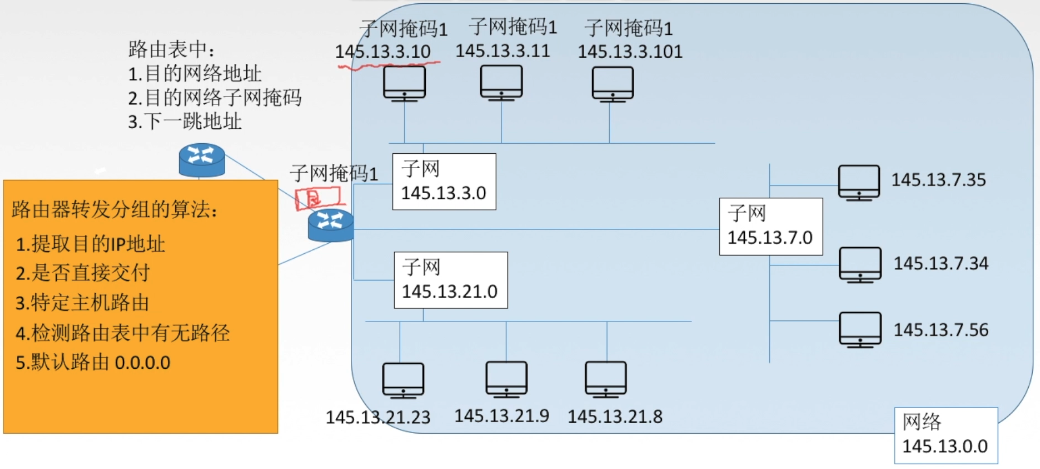 子网掩码1
子网掩码1
子网掩码1
145.13.3.10
145.13.3.11
145.13.3.101
路由表中：
1.目的网络地址
2.目的网络子网掩码
3.下一跳地址
子网掩码1
子网
145.13.3.0
路由器转发分组的算法：
1.提取目的IP地址
2.是否直接交付
3.特定主机路由
4.检测路由表中有无路径
5.默认路由 0.0.0.0
子网
145.13.7.0
145.13.7.35
145.13.7.34
145.13.7.56
子网
145.13.21.0
145.13.21.23
145.13.21.9
145.13.21.8
网络
145.13.0.0